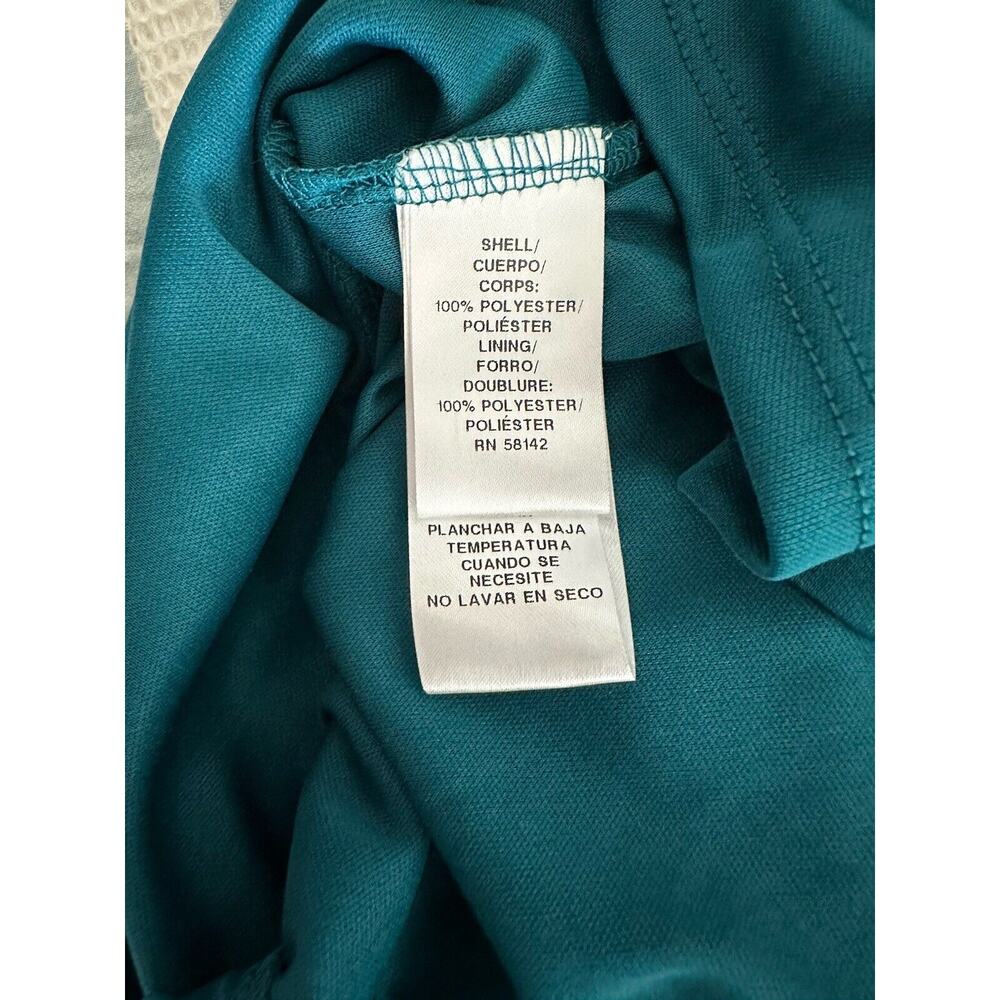 SHELL/
CUERPO/
CORPS:
100% POLYESTER/
POLIÉSTER
LINING/
FORRO/
DOUBLURE:
100% POLYESTER/
POLIÉSTER
RN 58142
PLANCHAR A BAJA
TEMPERATURA
CUANDO SE
NECESITE
NO LAVAR EN SECO